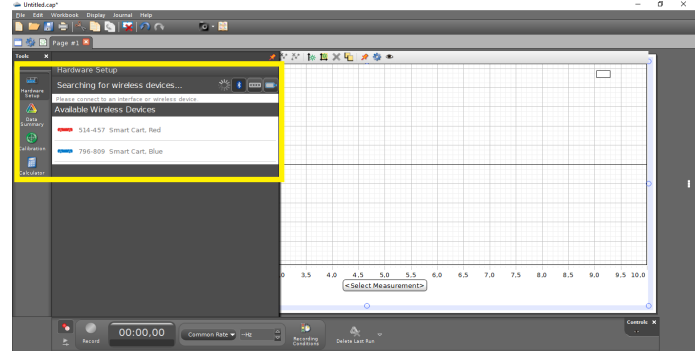 Untitled.cap*
File Edit Workbook Display Journal Help
Page #1
Tools
Hardware Setup
Hardware Setup
Searching for wireless devices...
Please connect to an interface or wireless device
Available Wireless Devices
Data Summary
514-457 Smart Cart, Red
Calibration
796-809 Smart Cart, Blue
Calculator
0 3,5 4,0 4,5 5,0 5,5 6,0 6,5 7,0 7,5 8,0 8,5 9,0 9,5 10,0
<Select Measurement>
Controls
Record
00:00,00
Common Rate
--Hz
Recording Conditions
Delete Last Run
--